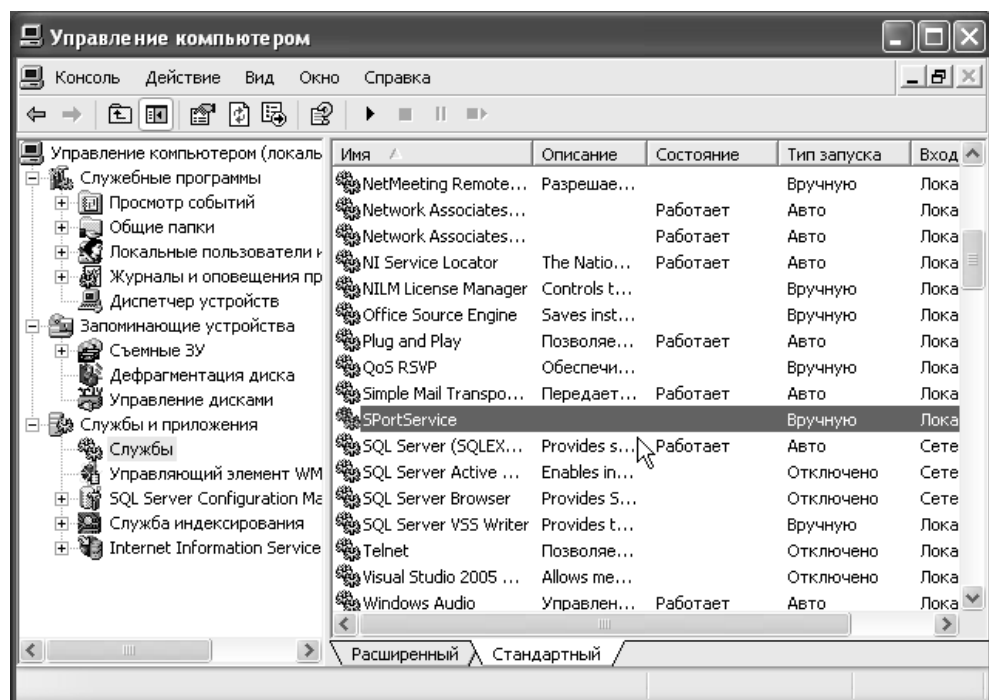 Управление компьютером
Консоль Действие Вид Окно Справка
Управление компьютером (локаль
Служебные программы
Просмотр событий
Общие папки
Локальные пользователи и
Журналы и оповещения пр
Диспетчер устройств
Запоминающие устройства
Съемные ЗУ
Дефрагментация диска
Управление дисками
Службы и приложения
Службы
Управляющий элемент WM
SQL Server Configuration Ma
Служба индексирования
Internet Information Service
Имя Описание Состояние Тип запуска Вход
NetMeeting Remote... Разрешае... Вручную Лока
Network Associates... Работает Авто Лока
Network Associates... Работает Авто Лока
NI Service Locator The Natio... Работает Авто Лока
NILM License Manager Controls t... Вручную Лока
Office Source Engine Saves inst... Вручную Лока
Plug and Play Позволяе... Работает Авто Лока
QoS RSVP Обеспечи... Вручную Лока
Simple Mail Transpo... Передает... Работает Авто Лока
SPortService Вручную Лока
SQL Server (SQLEX... Provides s... Работает Авто Сете
SQL Server Active ... Enables in... Отключено Сете
SQL Server Browser Provides S... Отключено Сете
SQL Server VSS Writer Provides t... Вручную Лока
Telnet Позволяе... Отключено Лока
Visual Studio 2005 ... Allows me... Отключено Лока
Windows Audio Управлен... Работает Авто Лока
Расширенный Стандартный